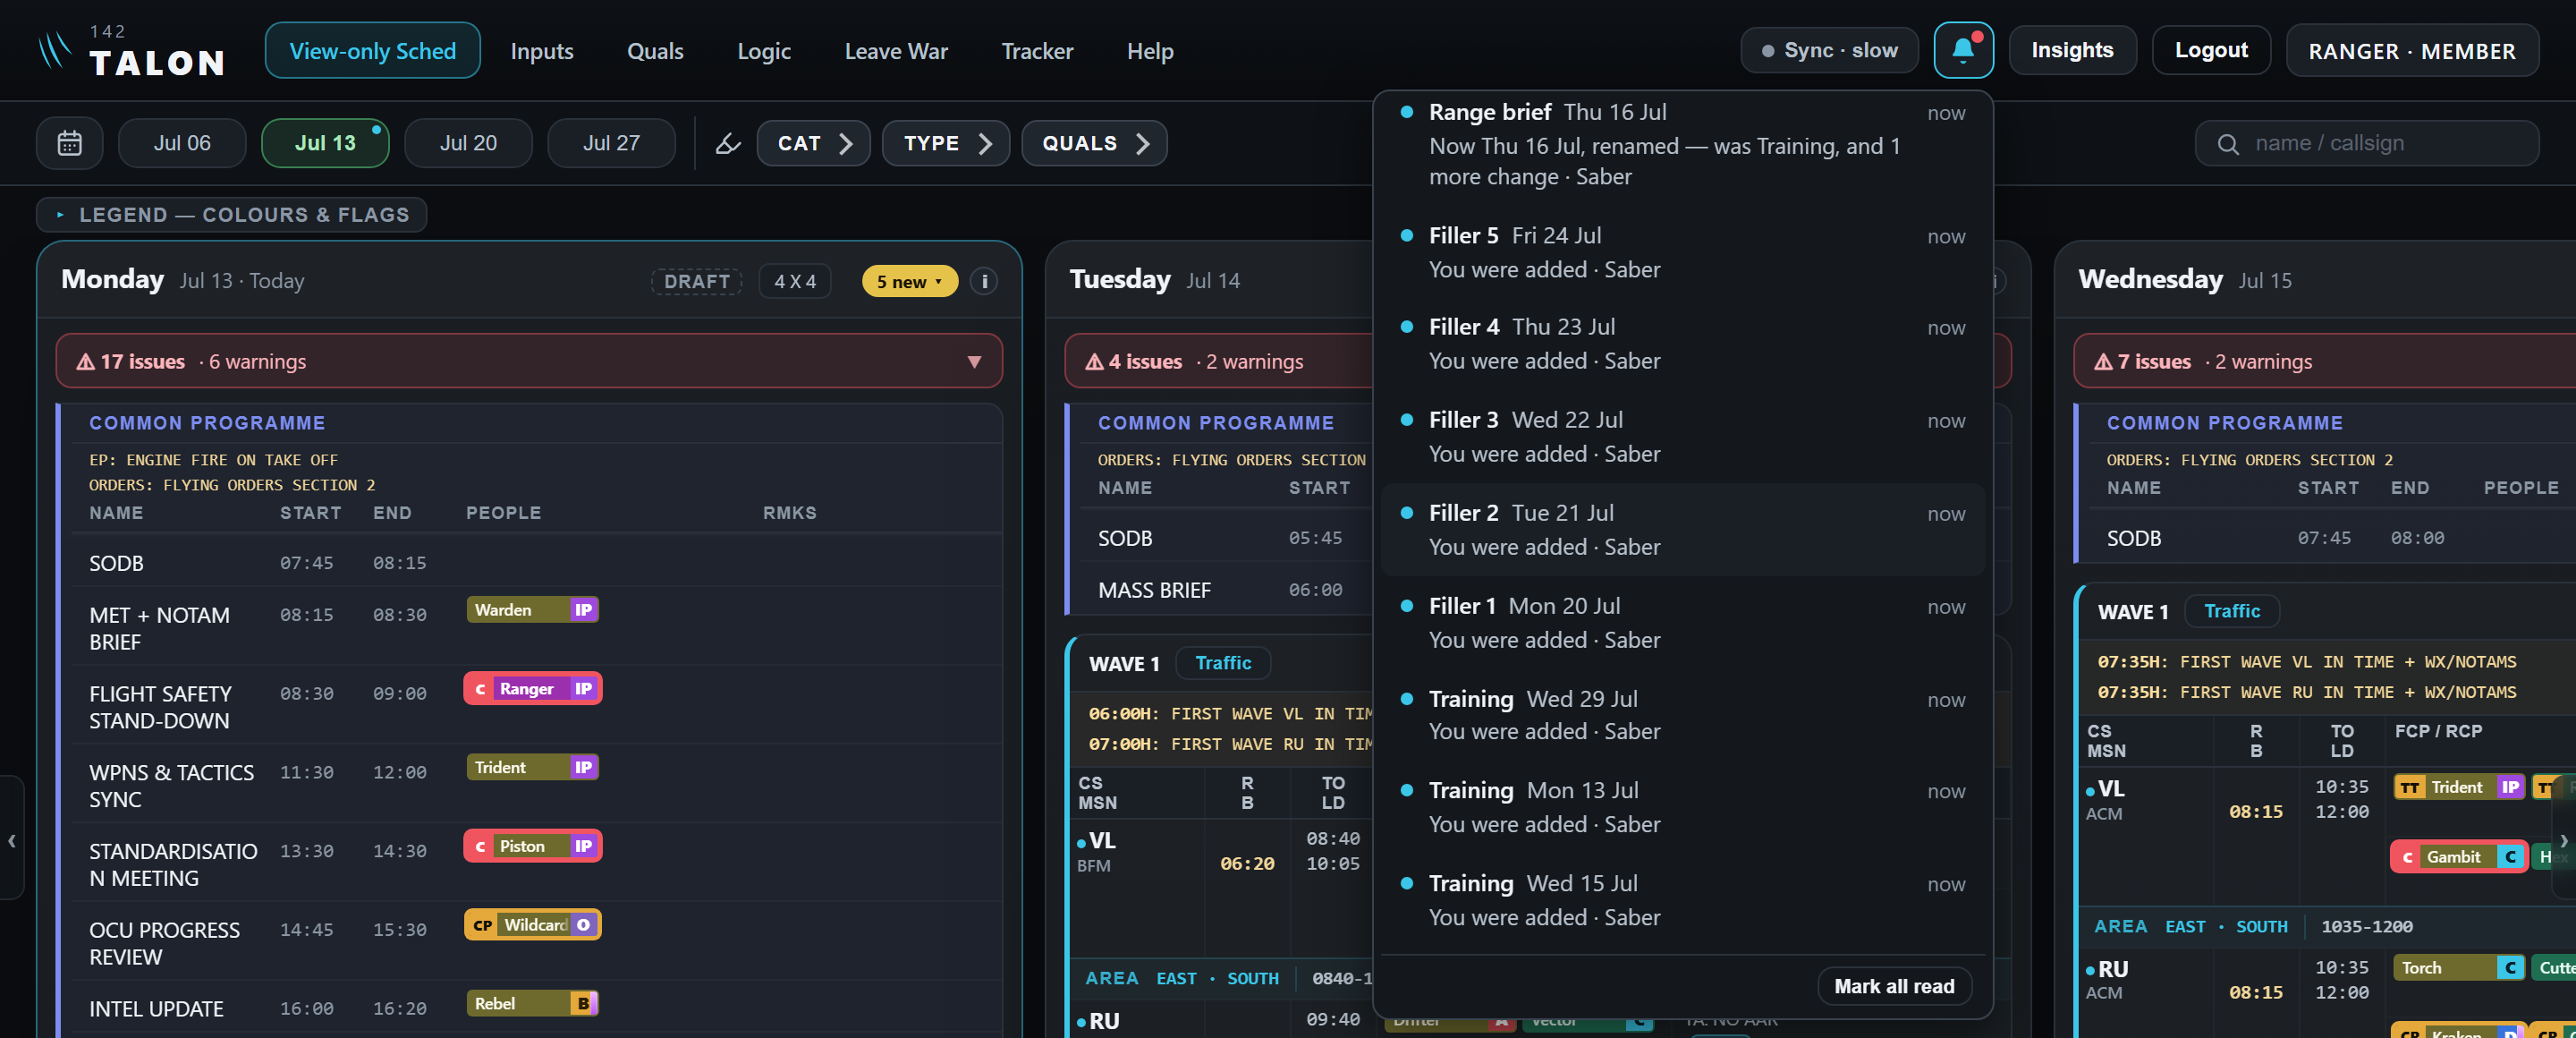 142
TALON
View-only Sched
Inputs
Quals
Logic
Leave War
Tracker
Help
Sync · slow
Insights
Logout
RANGER · MEMBER
Jul 06
Jul 13
Jul 20
Jul 27
CAT
TYPE
QUALS
name / callsign
LEGEND — COLOURS & FLAGS
Monday Jul 13 · Today
DRAFT
4 X 4
5 new
i
17 issues · 6 warnings
COMMON PROGRAMME
EP: ENGINE FIRE ON TAKE OFF
ORDERS: FLYING ORDERS SECTION 2
NAME START END PEOPLE RMKS
SODB 07:45 08:15
MET + NOTAM 08:15 08:30 Warden IP
BRIEF
FLIGHT SAFETY 08:30 09:00 C Ranger IP
STAND-DOWN
WPNS & TACTICS 11:30 12:00 Trident IP
SYNC
STANDARDISATIO 13:30 14:30 C Piston IP
N MEETING
OCU PROGRESS 14:45 15:30 CP Wildcard O
REVIEW
INTEL UPDATE 16:00 16:20 Rebel B
Tuesday Jul 14
4 issues · 2 warnings
COMMON PROGRAMME
ORDERS: FLYING ORDERS SECTION
NAME START
SODB 05:45
MASS BRIEF 06:00
WAVE 1 Traffic
06:00H: FIRST WAVE VL IN TIM
07:00H: FIRST WAVE RU IN TIM
CS R TO
MSN B LD
VL 08:40
BFM 06:20 10:05
AREA EAST · SOUTH 0840-1
RU 09:40
Range brief Thu 16 Jul now
Now Thu 16 Jul, renamed — was Training, and 1
more change · Saber
Filler 5 Fri 24 Jul now
You were added · Saber
Filler 4 Thu 23 Jul now
You were added · Saber
Filler 3 Wed 22 Jul now
You were added · Saber
Filler 2 Tue 21 Jul now
You were added · Saber
Filler 1 Mon 20 Jul now
You were added · Saber
Training Wed 29 Jul now
You were added · Saber
Training Mon 13 Jul now
You were added · Saber
Training Wed 15 Jul now
You were added · Saber
Mark all read
Wednesday Jul 15
7 issues · 2 warnings
COMMON PROGRAMME
ORDERS: FLYING ORDERS SECTION 2
NAME START END PEOPLE
SODB 07:45 08:00
WAVE 1 Traffic
07:35H: FIRST WAVE VL IN TIME + WX/NOTAMS
07:35H: FIRST WAVE RU IN TIME + WX/NOTAMS
CS R TO FCP / RCP
MSN B LD
VL 10:35 TT Trident IP
ACM 08:15 12:00
C Gambit C
AREA EAST · SOUTH 1035-1200
RU 10:35 Torch C Cutte
ACM 08:15 12:00